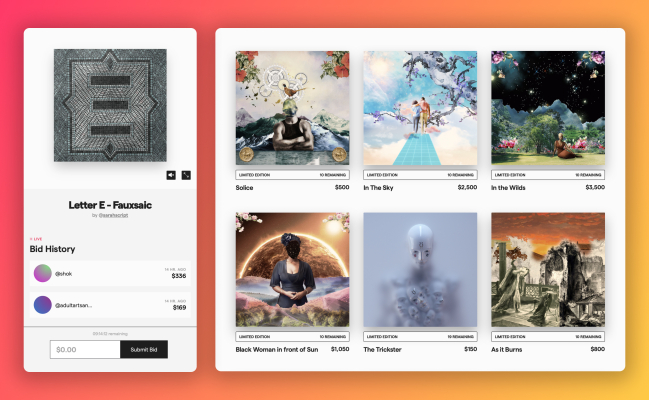 Letter E - Fauxsaic
by
LIVE
Bid History
@shok
14 HR. AGO
$336
@adultartaan...
14 HR. AGO
$169
remaining
$0.00
Submit Bid
LIMITED EDITION
10 REMAINING
Solice
$500
LIMITED EDITION
10 REMAINING
In The Sky
$2,500
LIMITED EDITION
10 REMAINING
In the Wilds
$3,500
LIMITED EDITION
10 REMAINING
Black Woman in front of Sun
$1,050
LIMITED EDITION
10 REMAINING
The Trickster
$150
LIMITED EDITION
10 REMAINING
As it Burns
$800